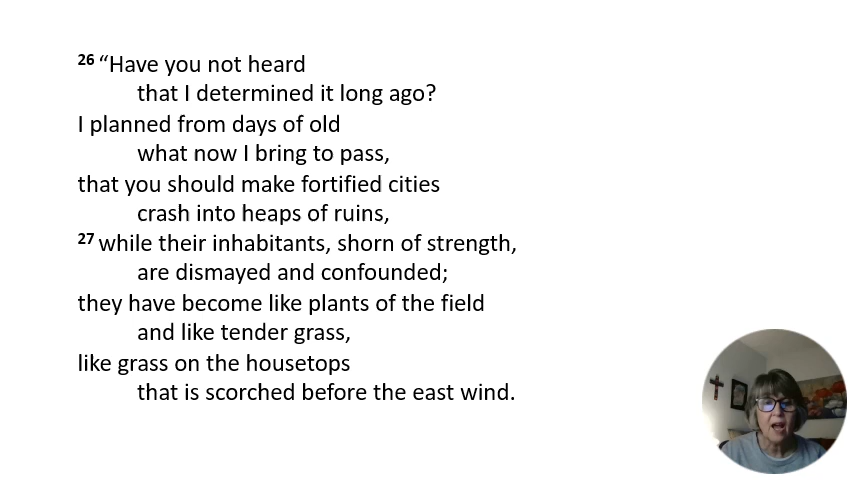 26 “Have you not heard
that I determined it long ago?
I planned from days of old
what now I bring to pass,
that you should make fortified cities
crash into heaps of ruins,
27 while their inhabitants, shorn of strength,
are dismayed and confounded;
they have become like plants of the field
and like tender grass,
like grass on the housetops
that is scorched before the east wind.